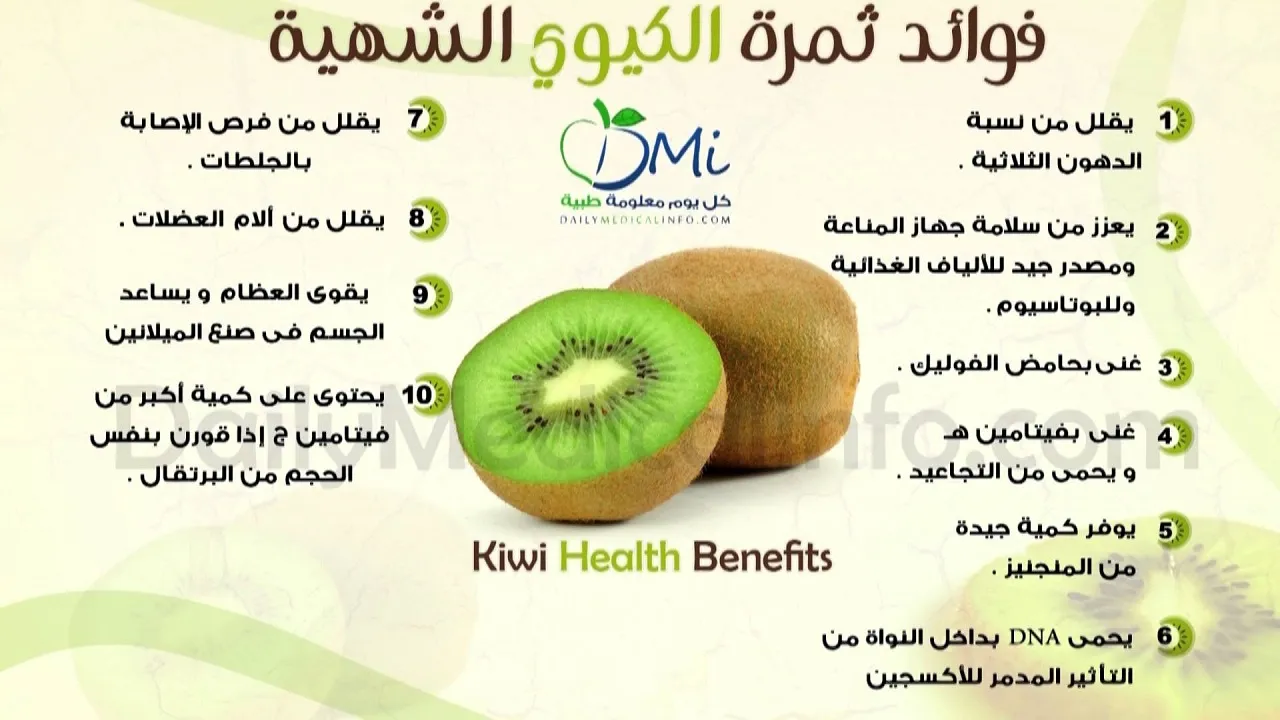 فوائد ثمرة الكيوي الشهية
DMi
كل يوم معلومة طبية
DAILYMEDICALINFO.COM
1 يقلل من نسبة
الدهون الثلاثية .
2 يعزز من سلامة جهاز المناعة
ومصدر جيد للألياف الغذائية
وللبوتاسيوم .
3 غنى بحامض الفوليك .
4 غنى بفيتامين هـ
و يحمى من التجاعيد .
5 يوفر كمية جيدة
من المنجنيز .
6 يحمى DNA بداخل النواة من
التأثير المدمر للأكسجين
7 يقلل من فرص الإصابة
بالجلطات .
8 يقلل من ألام العضلات .
9 يقوى العظام و يساعد
الجسم فى صنع الميلانين
10 يحتوى على كمية أكبر من
فيتامين ج إذا قورن بنفس
الحجم من البرتقال .
Kiwi Health Benefits
DailyMedicalinfo.com